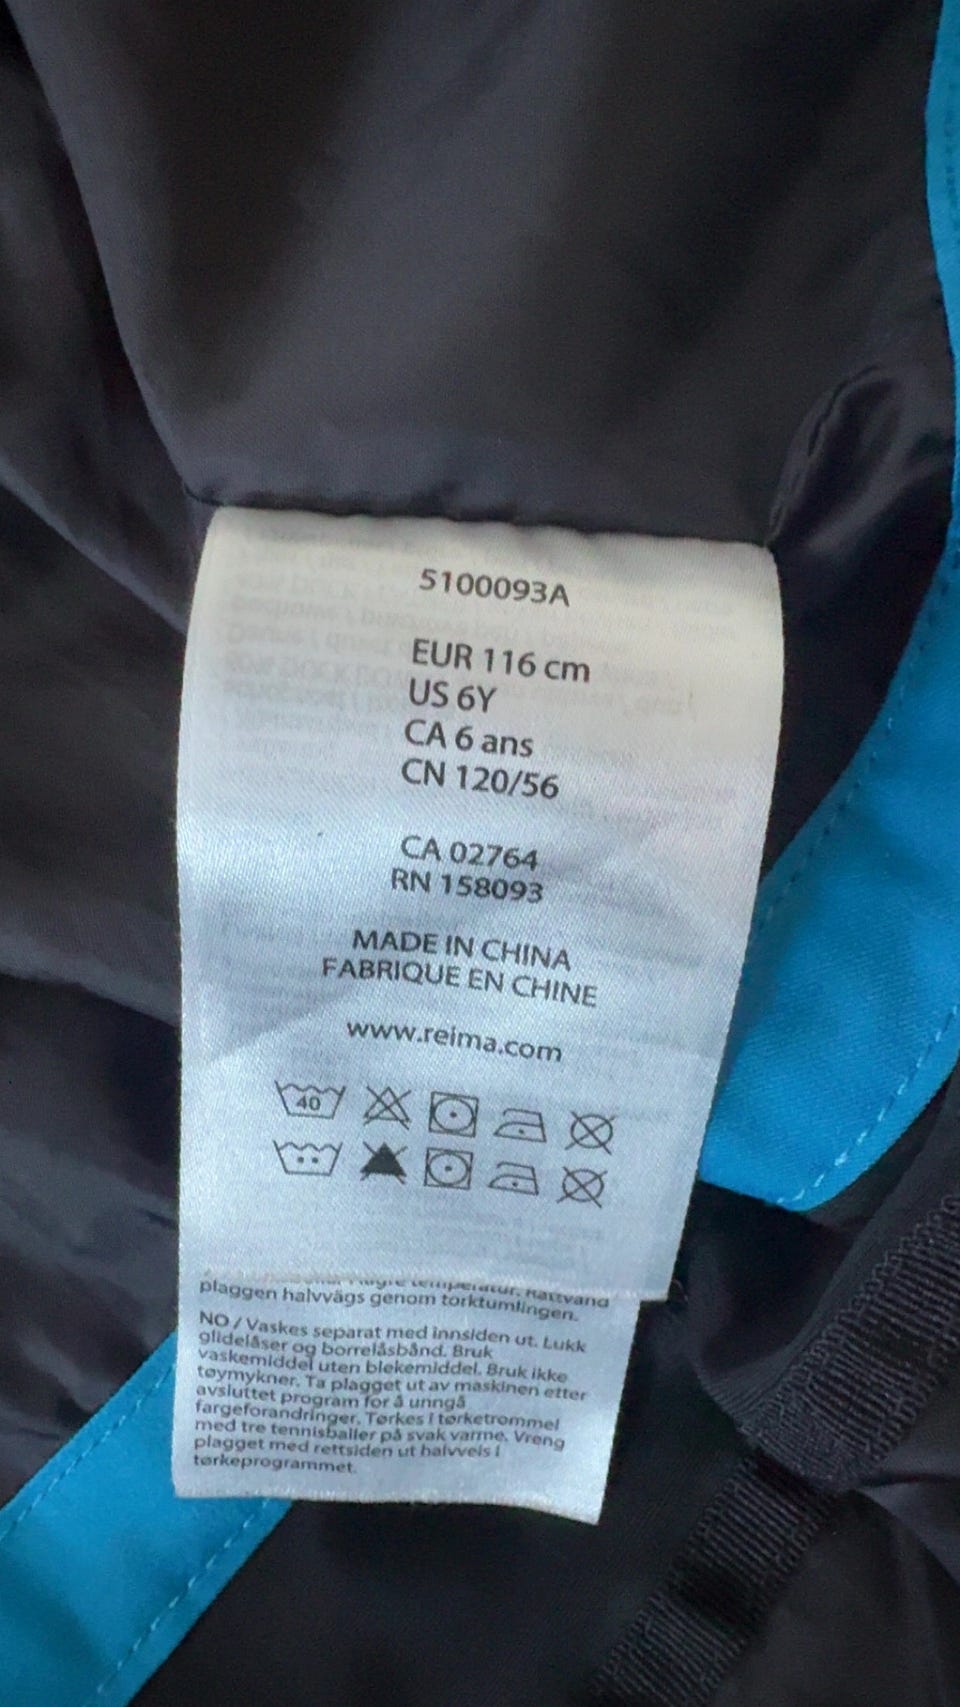 5100093A
EUR 116 cm
US 6Y
CA 6 ans
CN 120/56
CA 02764
RN 158093
MADE IN CHINA
FABRIQUE EN CHINE
www.reima.com
40
temperatur. Rättvänd
plaggen halvvägs genom torktumlingen.
NO / Vaskes separat med innsiden ut. Lukk
glidelåser og borrelåsbånd. Bruk
vaskemiddel uten blekemiddel. Bruk ikke
tøymykner. Ta plagget ut av maskinen etter
avsluttet program for å unngå
fargeforandringer. Tørkes i tørketrommel
med tre tennisballer på svak varme. Vreng
plagget med rettsiden ut halvveis i
tørkeprogrammet.